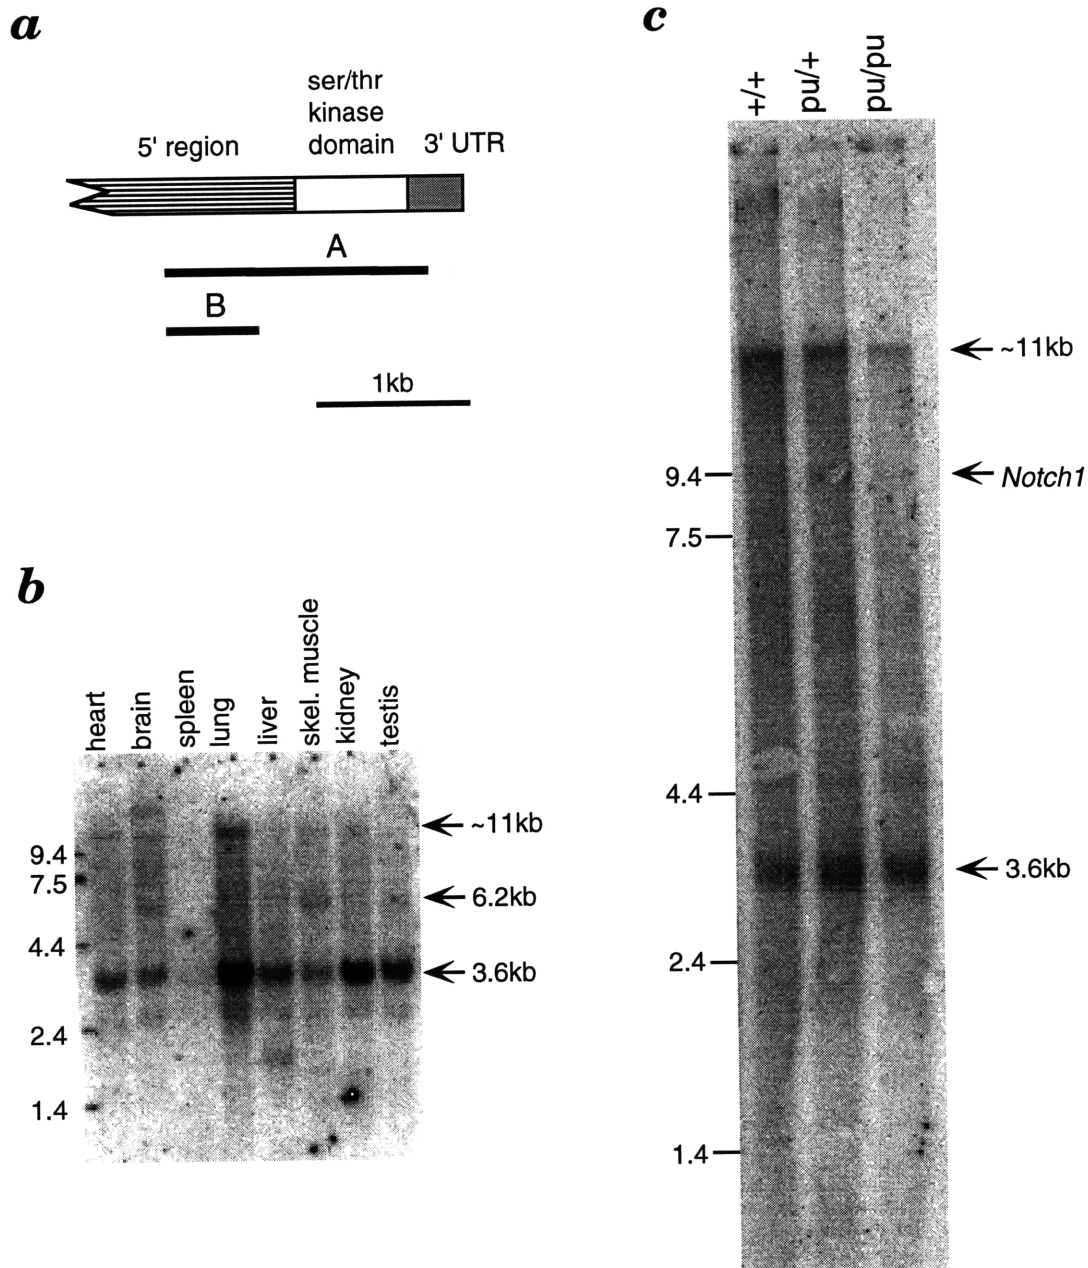 a
5' region
ser/thr
kinase
domain
3' UTR
A
B
1kb
b
heart
brain
spleen
lung
liver
skel. muscle
kidney
testis
9.4
7.5
4.4
2.4
1.4
~11kb
6.2kb
3.6kb
c
+/+
pu/+
pu/pu
9.4
7.5
4.4
2.4
1.4
~11kb
Notch1
3.6kb